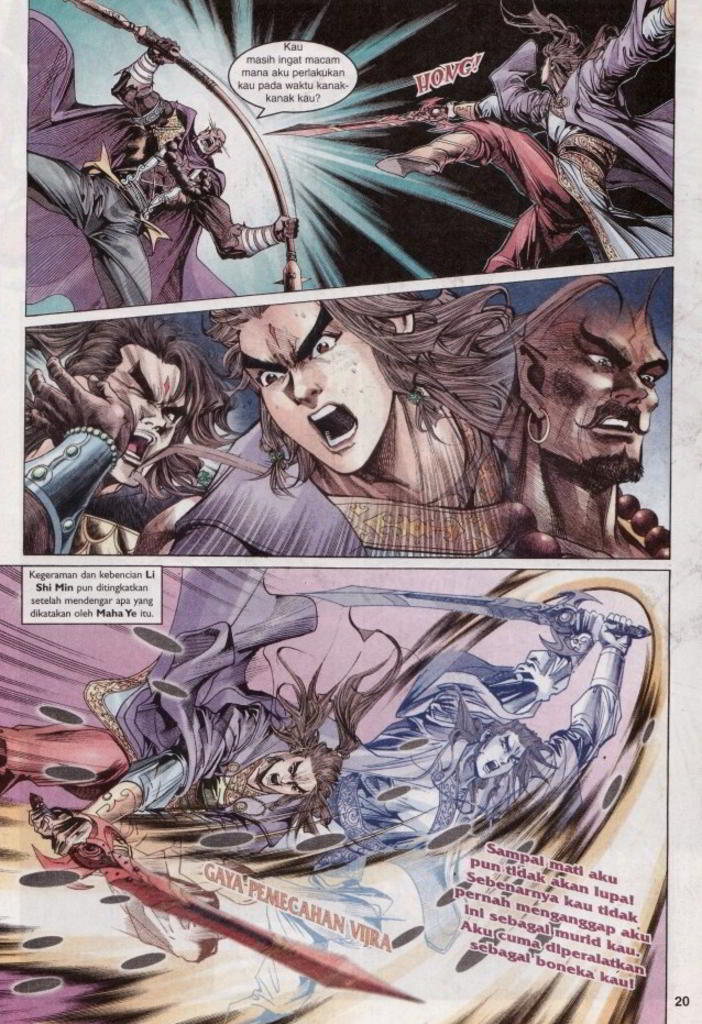 Kau
masih ingat macam
mana aku perlakukan
kau pada waktu kanak-
kanak kau?
HONG!
Kegeraman dan kebencian Li
Shi Min pun ditingkatkan
setelah mendengar apa yang
dikatakan oleh Maha Ye itu.
GAYA PEMECAHAN VIJRA
Sampai mati aku
pun tidak akan lupa!
Sebenarnya kau tidak
pernah menganggap aku
ini sebagai murid kau.
Aku cuma diperalatkan
sebagai boneka kau!
20